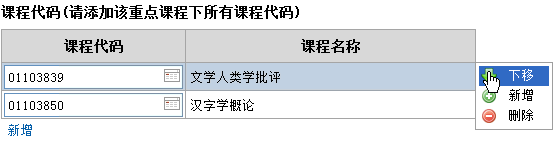 课程代码(请添加该重点课程下所有课程代码)
课程代码 课程名称
01103839 文学人类学批评 下移
01103850 汉字学概论 新增
新增 删除